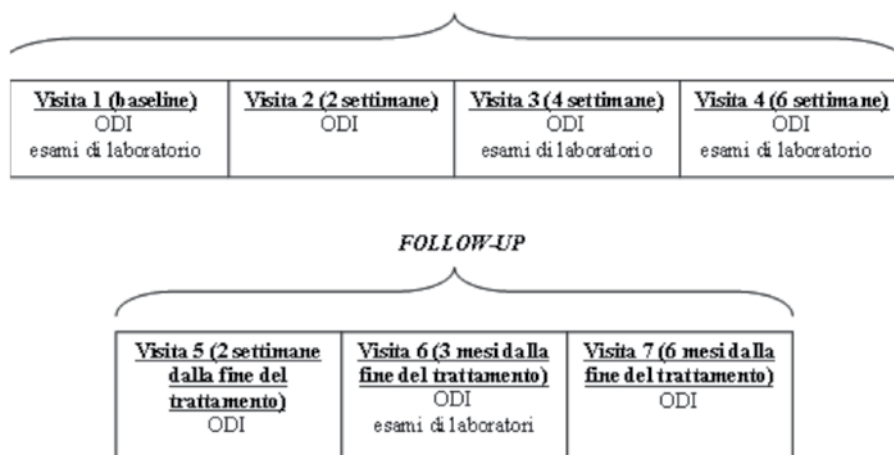 Visita 1 (baseline)
ODI
esami di laboratorio
Visita 2 (2 settimane)
ODI
Visita 3 (4 settimane)
ODI
esami di laboratorio
Visita 4 (6 settimane)
ODI
esami di laboratorio
FOLLOW-UP
Visita 5 (2 settimane
dalla fine del
trattamento)
ODI
Visita 6 (3 mesi dalla
fine del trattamento)
ODI
esami di laboratori
Visita 7 (6 mesi dalla
fine del trattamento)
ODI